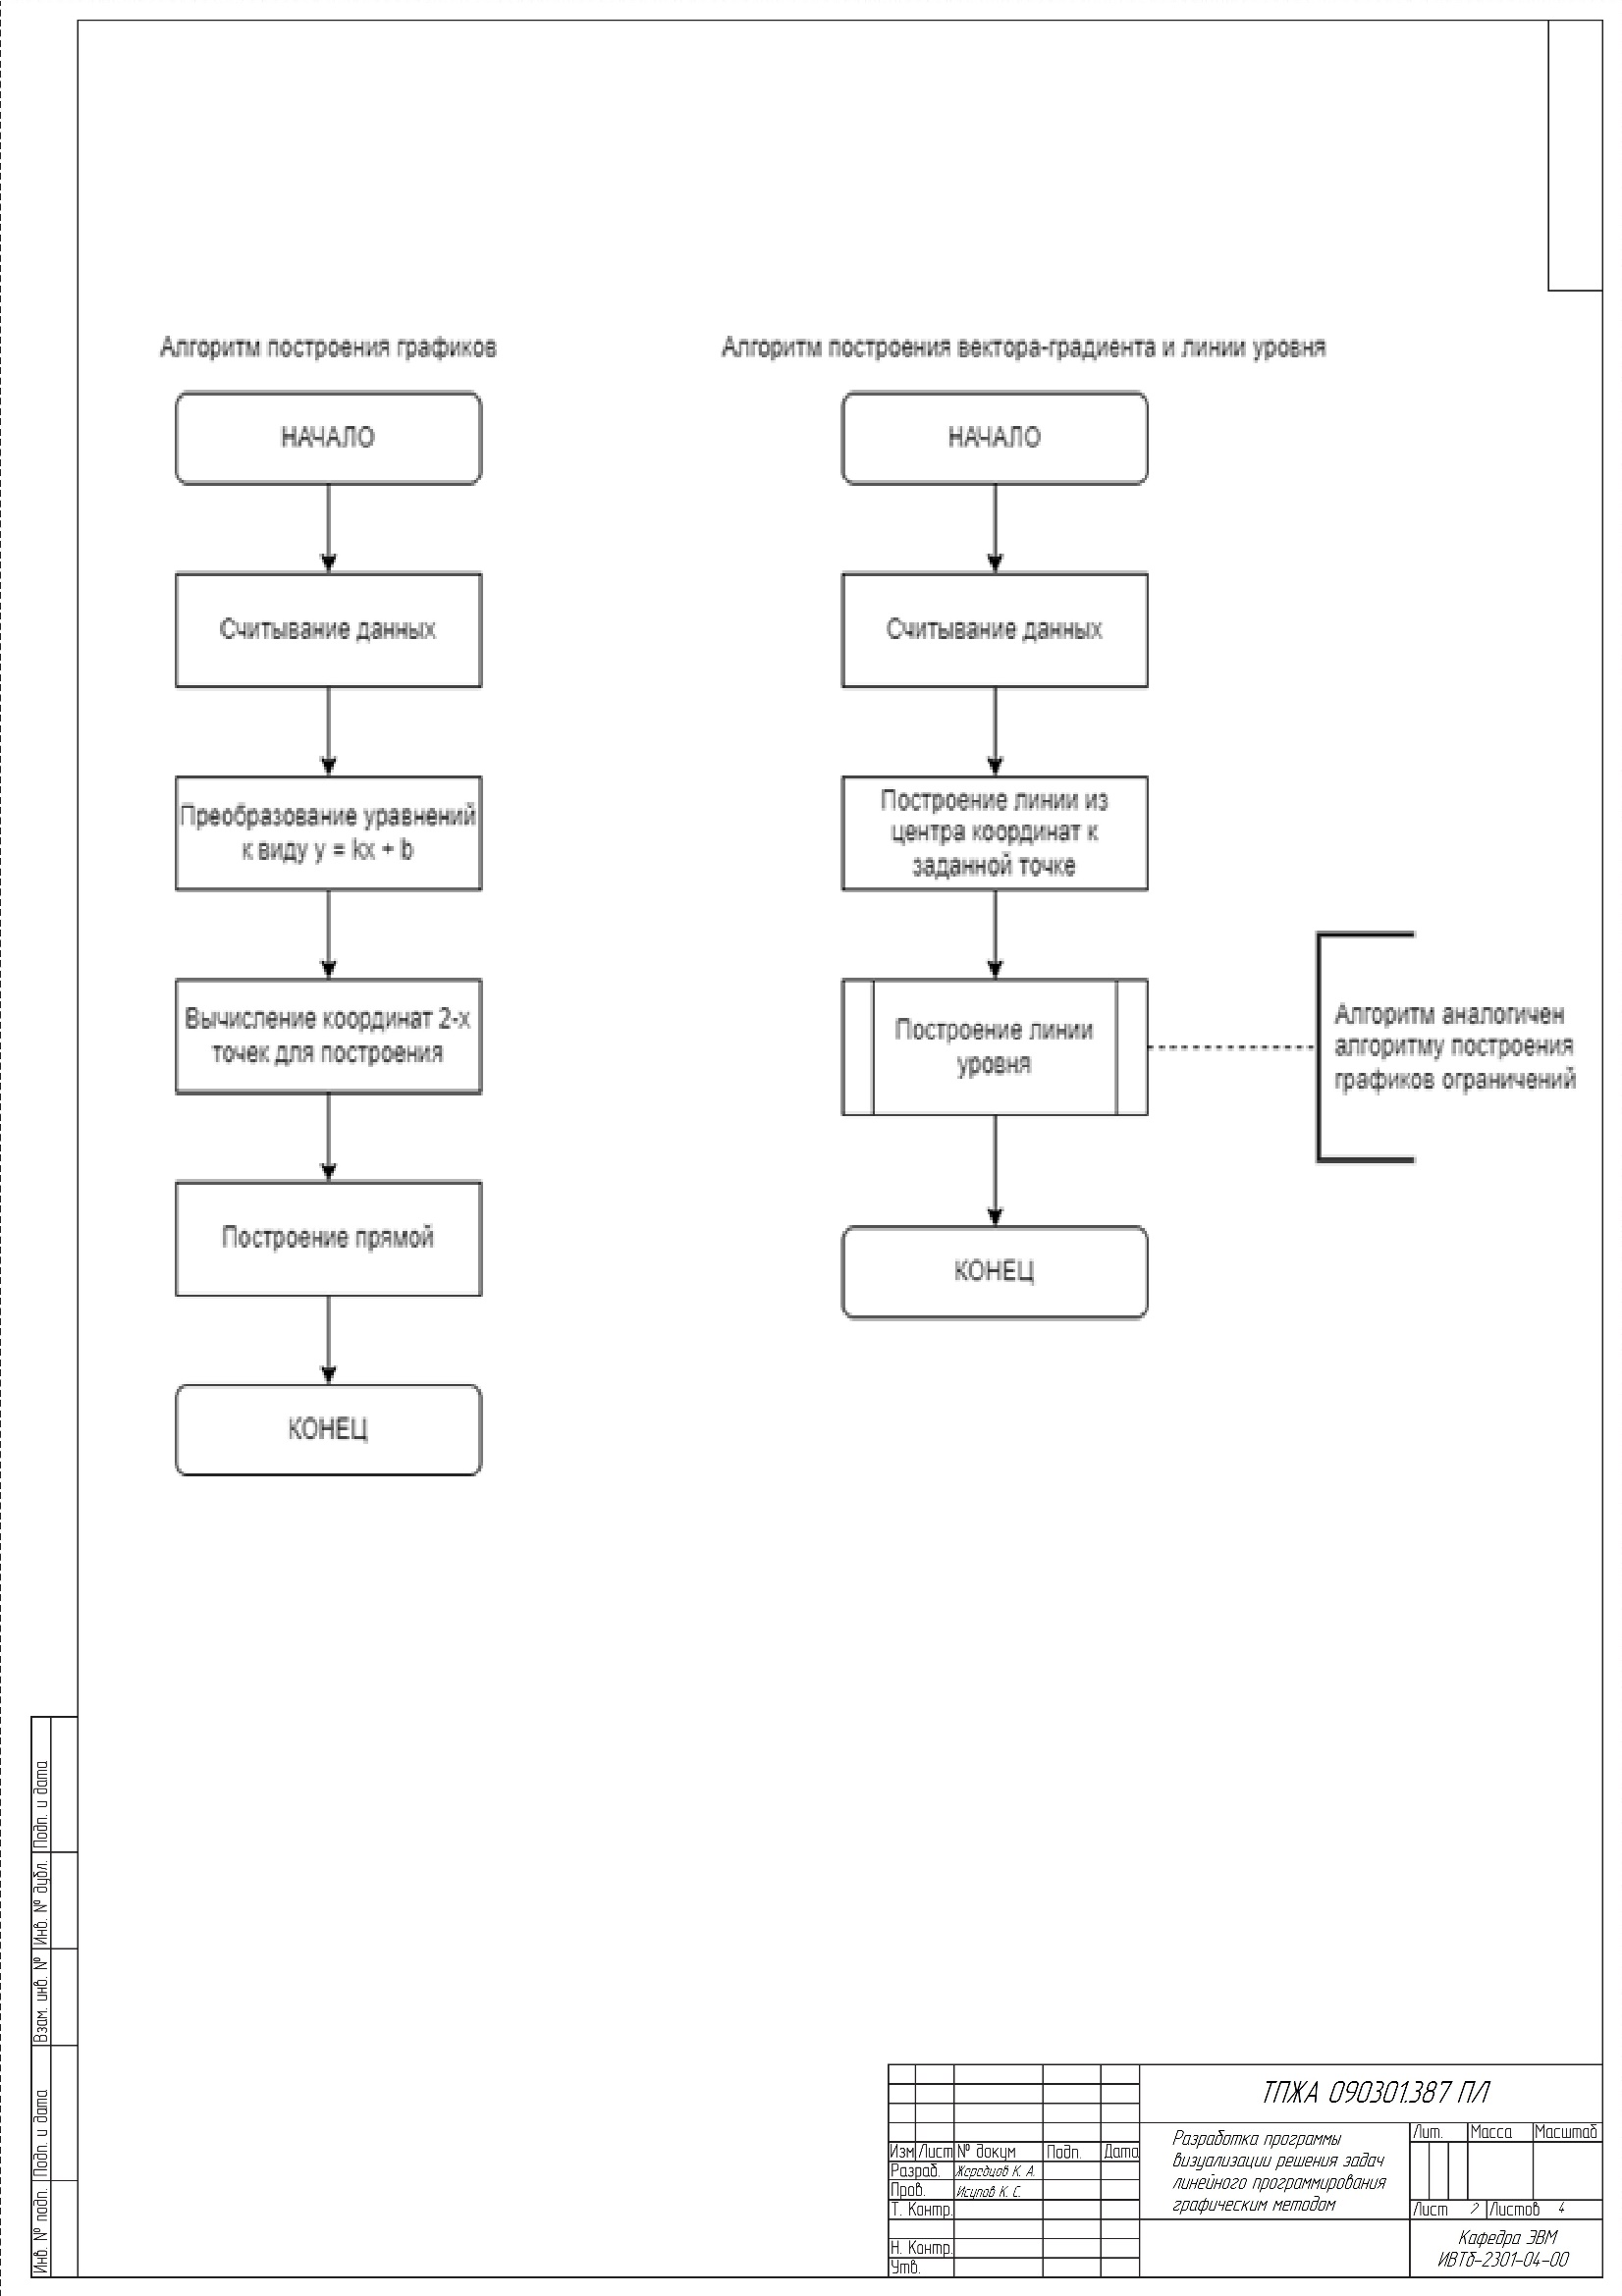 Алгоритм построения графиков
НАЧАЛО
Считывание данных
Преобразование уравнений
к виду y = kx + b
Вычисление координат 2-х
точек для построения
Построение прямой
КОНЕЦ
Алгоритм построения вектора-градиента и линии уровня
НАЧАЛО
Считывание данных
Построение линии из
центра координат к
заданной точке
Построение линии
уровня
КОНЕЦ
Алгоритм аналогичен
алгоритму построения
графиков ограничений
Подп. и дата
Инв. № дубл.
Взам. инв. №
Подп. и дата
Инв. № подл.
ТПЖА 090301.387 ПЛ
Изм Лист № докум Подп. Дата
Разраб. К. А.
Пров. Исупов К. С.
Т. Контр.
Н. Контр.
Утв.
Разработка программы
визуализации решения задач
линейного программирования
графическим методом
Лит. Масса Масштаб
Лист 2 Листов 4
Кафедра ЭВМ
ИВТб-2301-04-00